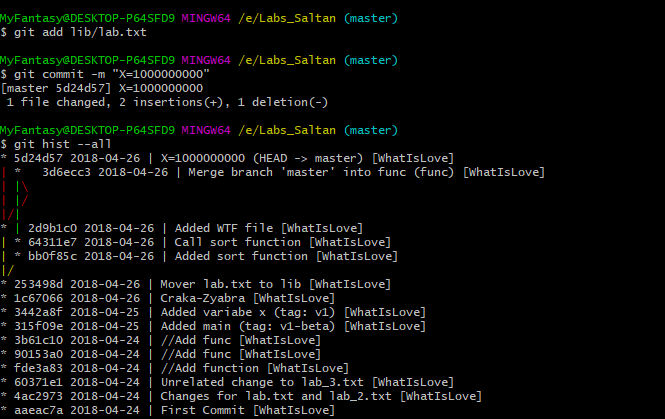 MyFantasy@DESKTOP-P64SFD9 MINGW64 /e/Labs_Saltan (master)
$ git add lib/lab.txt
MyFantasy@DESKTOP-P64SFD9 MINGW64 /e/Labs_Saltan (master)
$ git commit -m "X=1000000000"
[master 5d24d57] X=1000000000
 1 file changed, 2 insertions(+), 1 deletion(-)
MyFantasy@DESKTOP-P64SFD9 MINGW64 /e/Labs_Saltan (master)
$ git hist --all
* 5d24d57 2018-04-26 | X=1000000000 (HEAD -> master) [WhatIsLove]
| *   3d6ecc3 2018-04-26 | Merge branch 'master' into func (func) [WhatIsLove]
| |\
| |/
|/|
* | 2d9b1c0 2018-04-26 | Added WTF file [WhatIsLove]
| * 64311e7 2018-04-26 | Call sort function [WhatIsLove]
| * bb0f85c 2018-04-26 | Added sort function [WhatIsLove]
|/
* 253498d 2018-04-26 | Mover lab.txt to lib [WhatIsLove]
* 1c67066 2018-04-26 | Craka-Zyabra [WhatIsLove]
* 3442a8f 2018-04-25 | Added variabe x (tag: v1) [WhatIsLove]
* 315f09e 2018-04-25 | Added main (tag: v1-beta) [WhatIsLove]
* 3b61c10 2018-04-24 | //Add func [WhatIsLove]
* 90153a0 2018-04-24 | //Add func [WhatIsLove]
* fde3a83 2018-04-24 | //Add function [WhatIsLove]
* 60371e1 2018-04-24 | Unrelated change to lab_3.txt [WhatIsLove]
* 4ac2973 2018-04-24 | Changes for lab.txt and lab_2.txt [WhatIsLove]
* aaeac7a 2018-04-24 | First Commit [WhatIsLove]